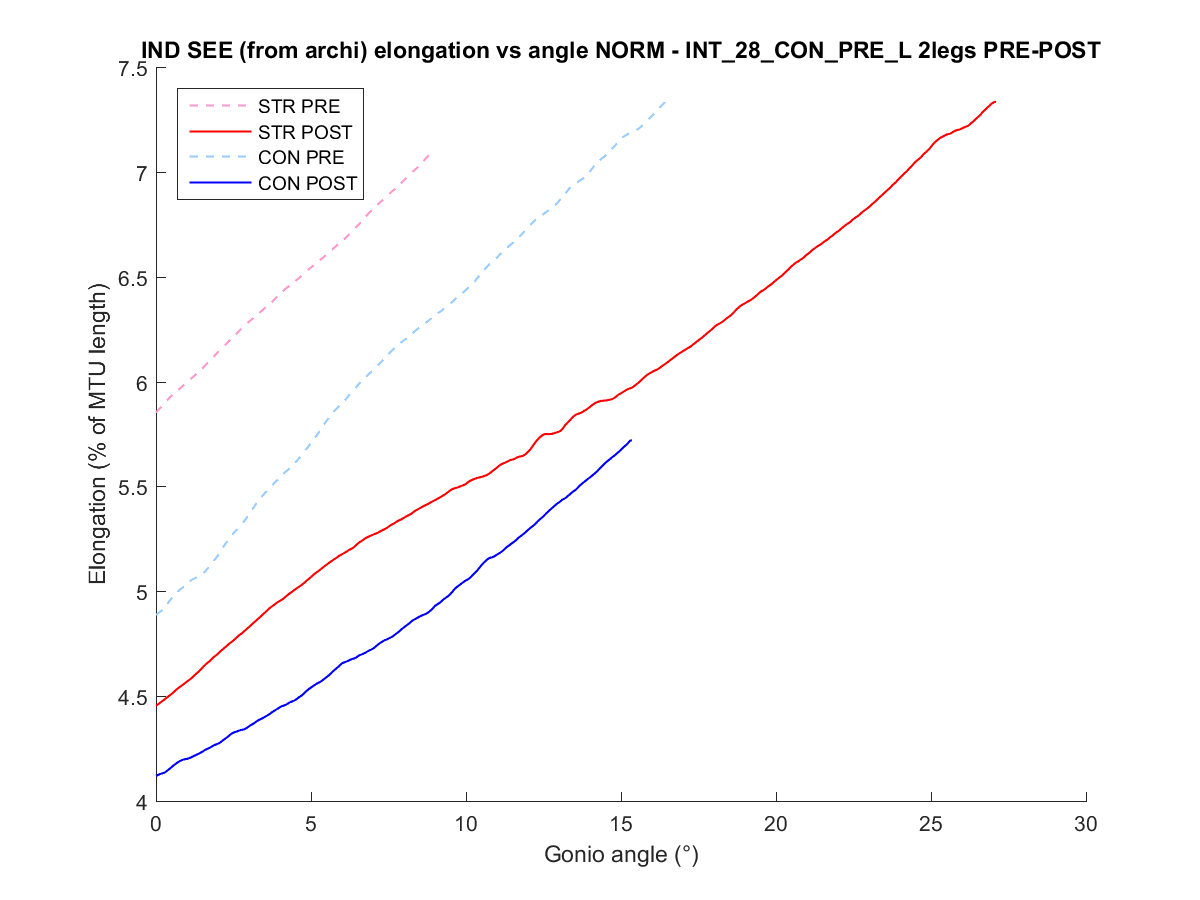 IND SEE (from archi) elongation vs angle NORM - INT_28_CON_PRE_L 2legs PRE-POST
7.5
7
6.5
6
5.5
5
4.5
4
Elongation (% of MTU length)
STR PRE
STR POST
CON PRE
CON POST
0
5
10
15
20
25
30
Gonio angle (°)